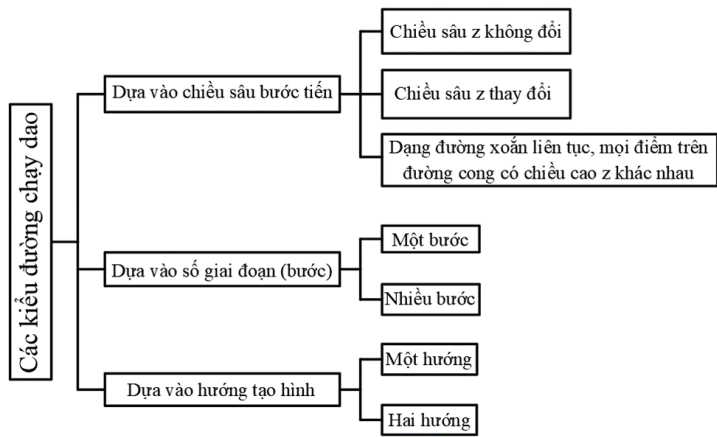 Các kiểu đường chạy dao
Dựa vào chiều sâu bước tiến
Chiều sâu z không đổi
Chiều sâu z thay đổi
Dạng đường xoắn liên tục, mọi điểm trên
đường cong có chiều cao z khác nhau
Dựa vào số giai đoạn (bước)
Một bước
Nhiều bước
Dựa vào hướng tạo hình
Một hướng
Hai hướng